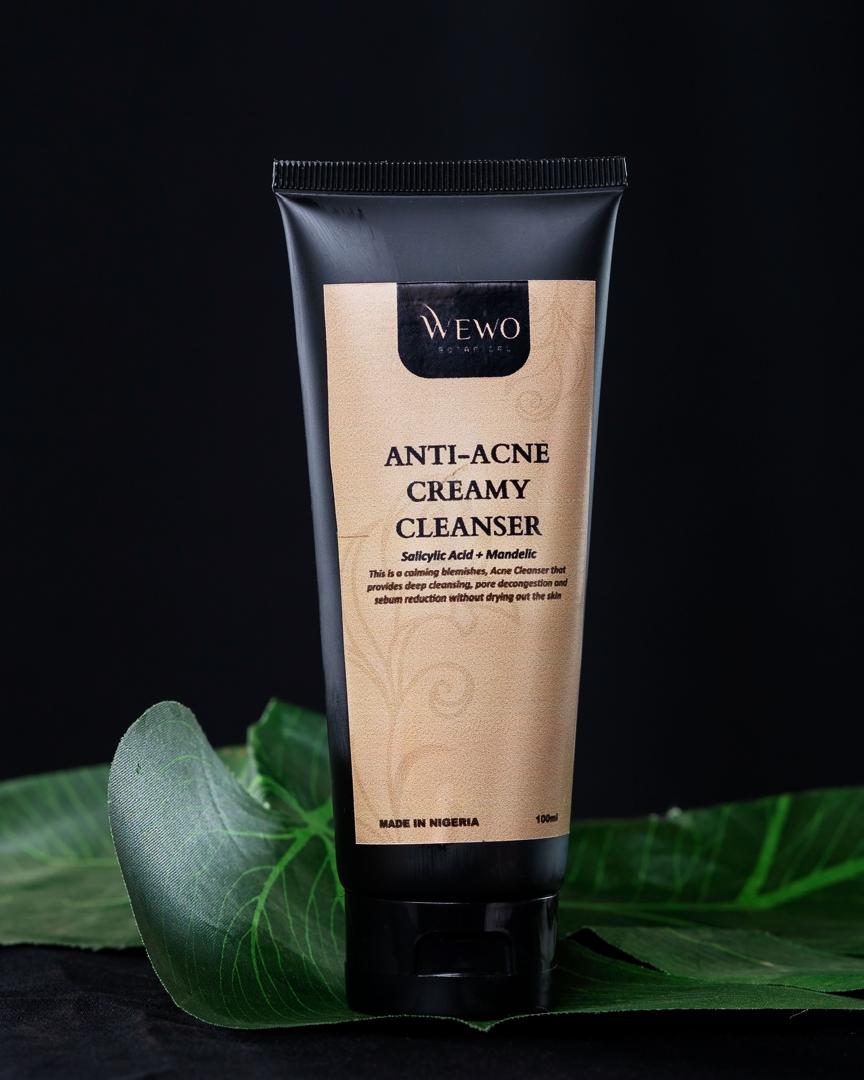 WEWO
BOTANICAL
ANTI-ACNE
CREAMY
CLEANSER
Salicylic Acid + Mandelic
This is a calming blemishes, Acne Cleanser that
provides deep cleansing, pore decongestion and
sebum reduction without drying out the skin
MADE IN NIGERIA
100ml